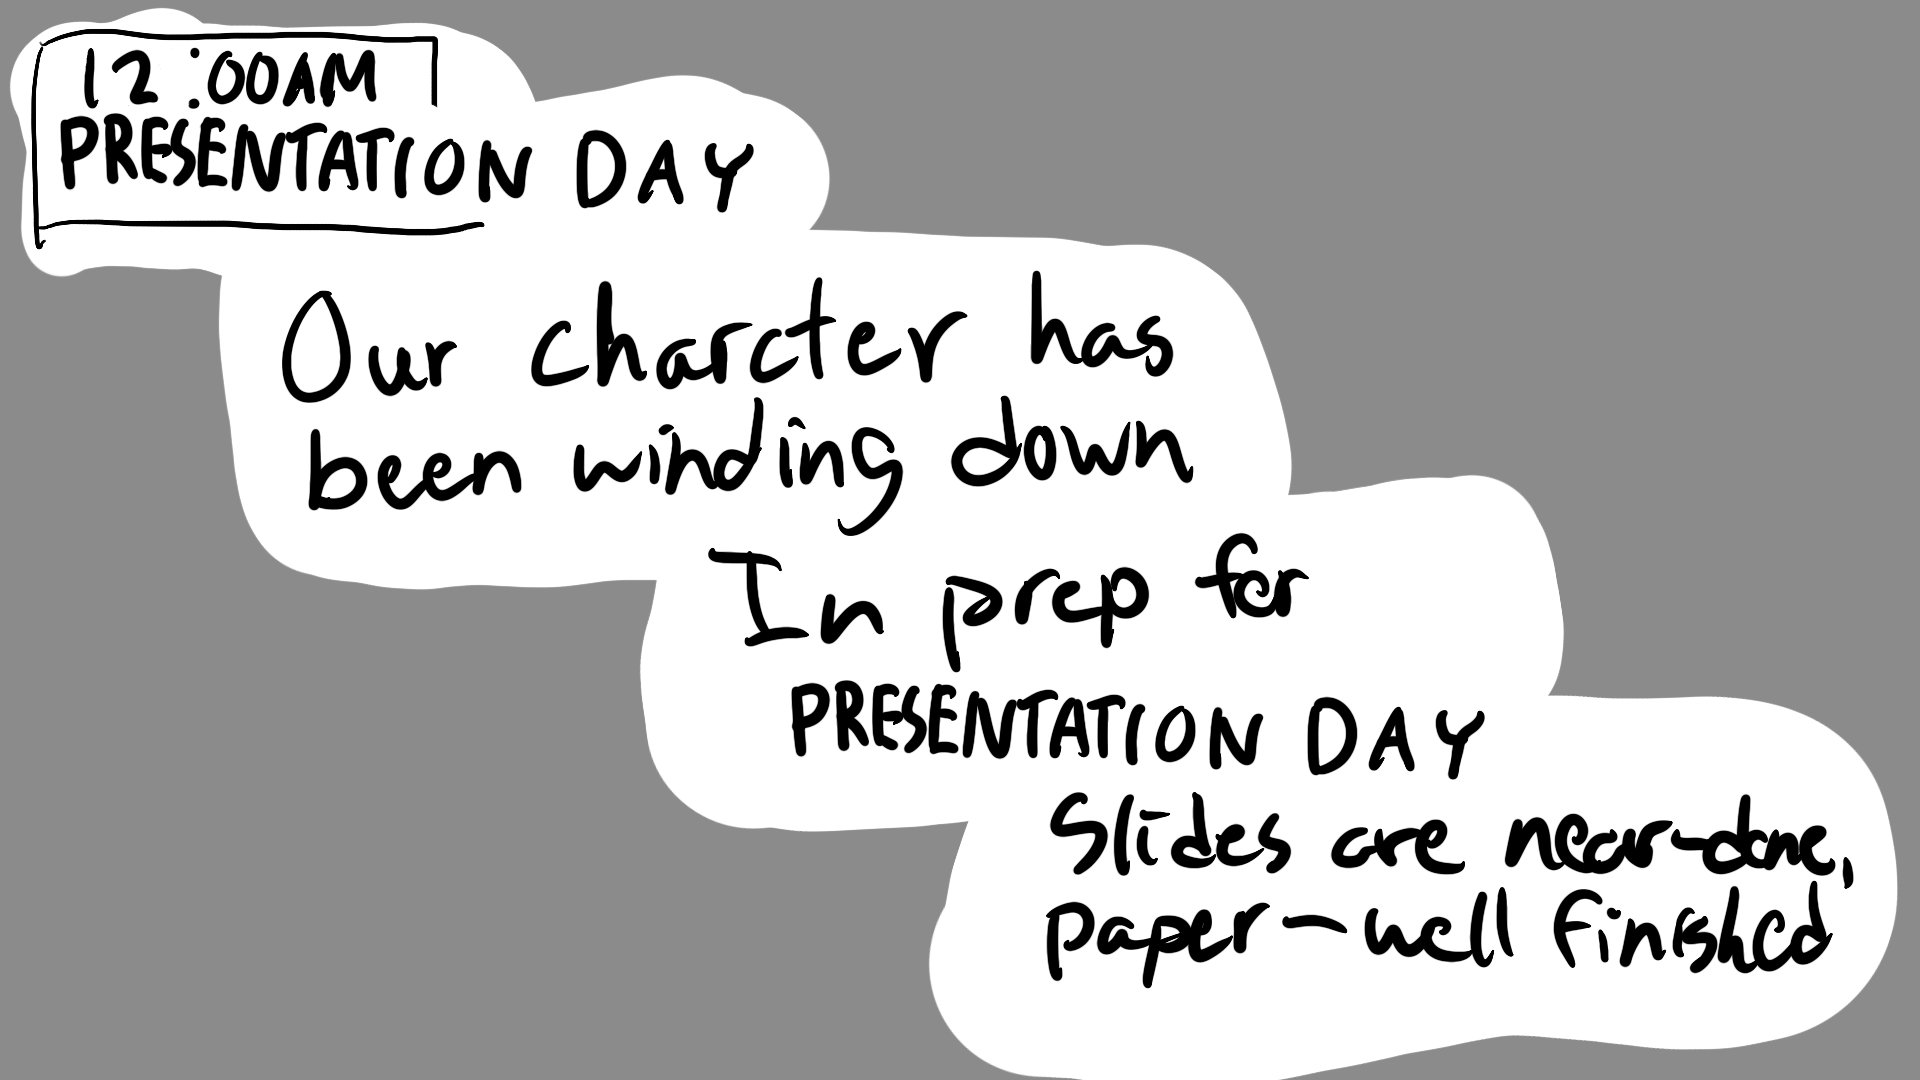 12:00AM
PRESENTATION DAY
Our charcter has
been winding down
In prep for
PRESENTATION DAY
Slides are near-done,
paper-well finished